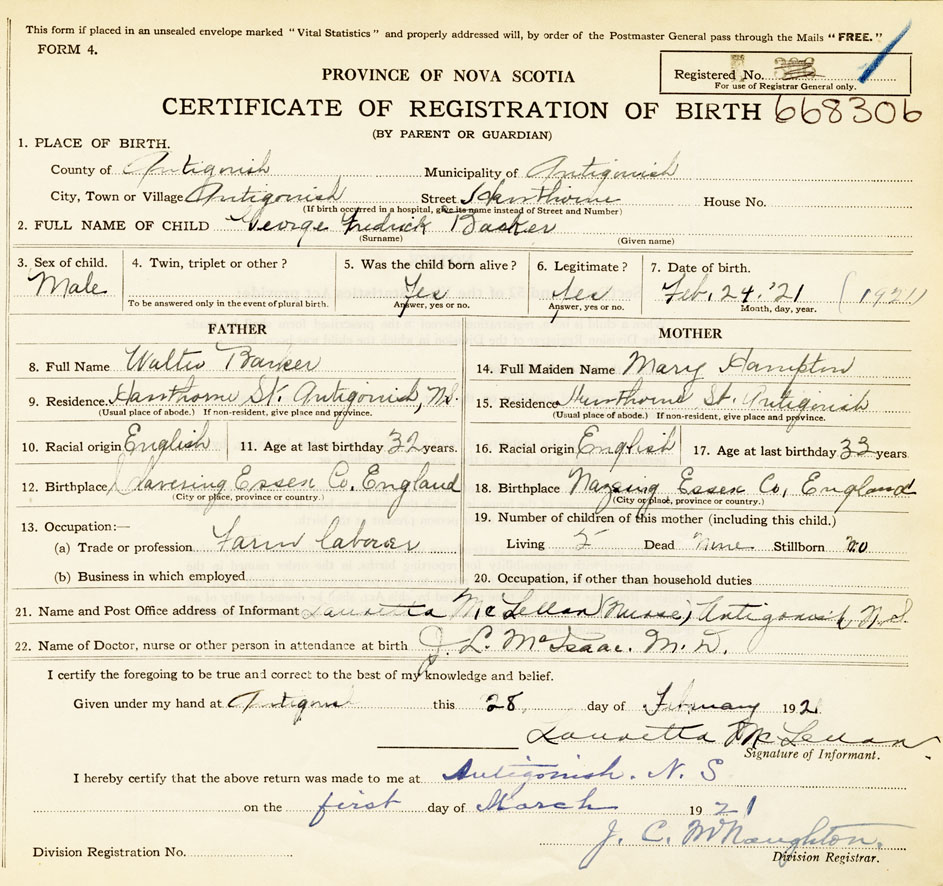 This form if placed in an unsealed envelope marked "Vital Statistics" and properly addressed will, by order of the Postmaster General pass through the Mails "FREE."
FORM 4.
Registered No.
For use of Registrar General only.
PROVINCE OF NOVA SCOTIA
CERTIFICATE OF REGISTRATION OF BIRTH 668306
(BY PARENT OR GUARDIAN)
1. PLACE OF BIRTH.
County of Antigonish Municipality of Antigonish
City, Town or Village Antigonish Street Hawthorne House No.
(If birth occurred in a hospital, give its name instead of Street and Number)
2. FULL NAME OF CHILD George Fredrick Barker
(Surname) (Given name)
3. Sex of child. 4. Twin, triplet or other? 5. Was the child born alive? 6. Legitimate? 7. Date of birth.
Male Yes Yes Feb. 24. '21 (1921)
To be answered only in the event of plural birth. Answer, yes or no. Answer, yes or no. Month, day, year.
FATHER MOTHER
8. Full Name Walter Barker 14. Full Maiden Name Mary Hampton
9. Residence. Hawthorne St. Antigonish, N.S. 15. Residence Hawthorne St. Antigonish
(Usual place of abode.) If non-resident, give place and province. (Usual place of abode.) If non-resident, give place and province.
10. Racial origin English 11. Age at last birthday 32 years. 16. Racial origin English 17. Age at last birthday 33 years
12. Birthplace Havering Essex Co. England 18. Birthplace Nazeing Essex Co, England
(City or place, province or country.) (City or place, province or country.)
13. Occupation:— 19. Number of children of this mother (including this child.)
(a) Trade or profession Farm laborer Living 5 Dead None Stillborn no
(b) Business in which employed 20. Occupation, if other than household duties
21. Name and Post Office address of Informant Lauretta McLellan (Nurse) Antigonish, N.S.
22. Name of Doctor, nurse or other person in attendance at birth J. L. McIsaac. M.D.
I certify the foregoing to be true and correct to the best of my knowledge and belief.
Given under my hand at this 28, day of February 192
Lauretta McLellan
Signature of Informant.
I hereby certify that the above return was made to me at Antigonish. N. S
on the first day of March 1921
J. C. McNaughton.
Division Registration No. Division Registrar.